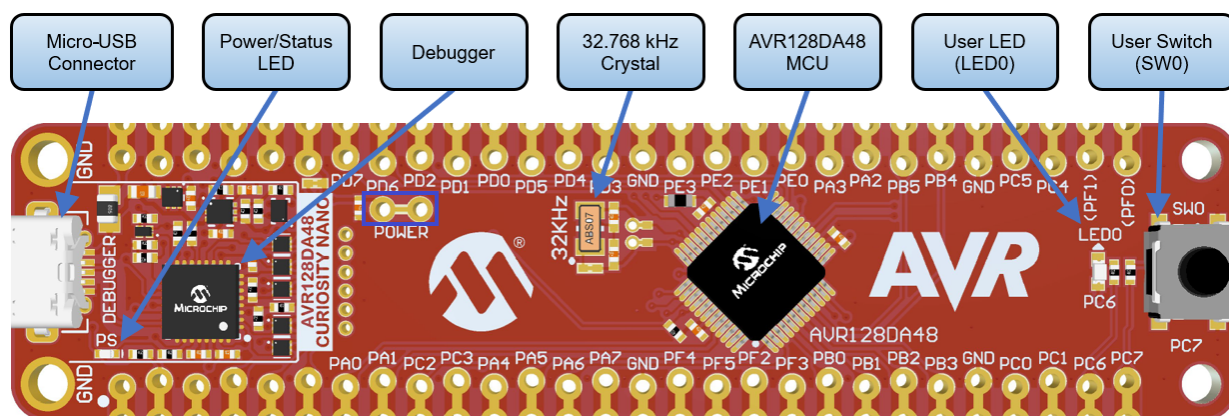 Micro-USB
Connector
Power/Status
LED
Debugger
32.768 kHz
Crystal
AVR128DA48
MCU
User LED
(LED0)
User Switch
(SW0)
GND
PD7
PD6
PD2
PD1
PD0
PD5
PD4
PD3
GND
PE3
PE2
PE1
PE0
PA3
PA2
PB5
PB4
GND
PC5
PC4
(PF1)
(PF0)
POWER
DEBUGGER
PS
MICROCHIP
AVR128DA48
CURIOSITY NANO
®
32KHz
ABS07
MICROCHIP
AVR
AVR128DA48
LED0
PC6
SW0
PC7
GND
PA0
PA1
PC2
PC3
PA4
PA5
PA6
PA7
GND
PF4
PF5
PF2
PF3
PB0
PB1
PB2
PB3
GND
PC0
PC1
PC6
PC7